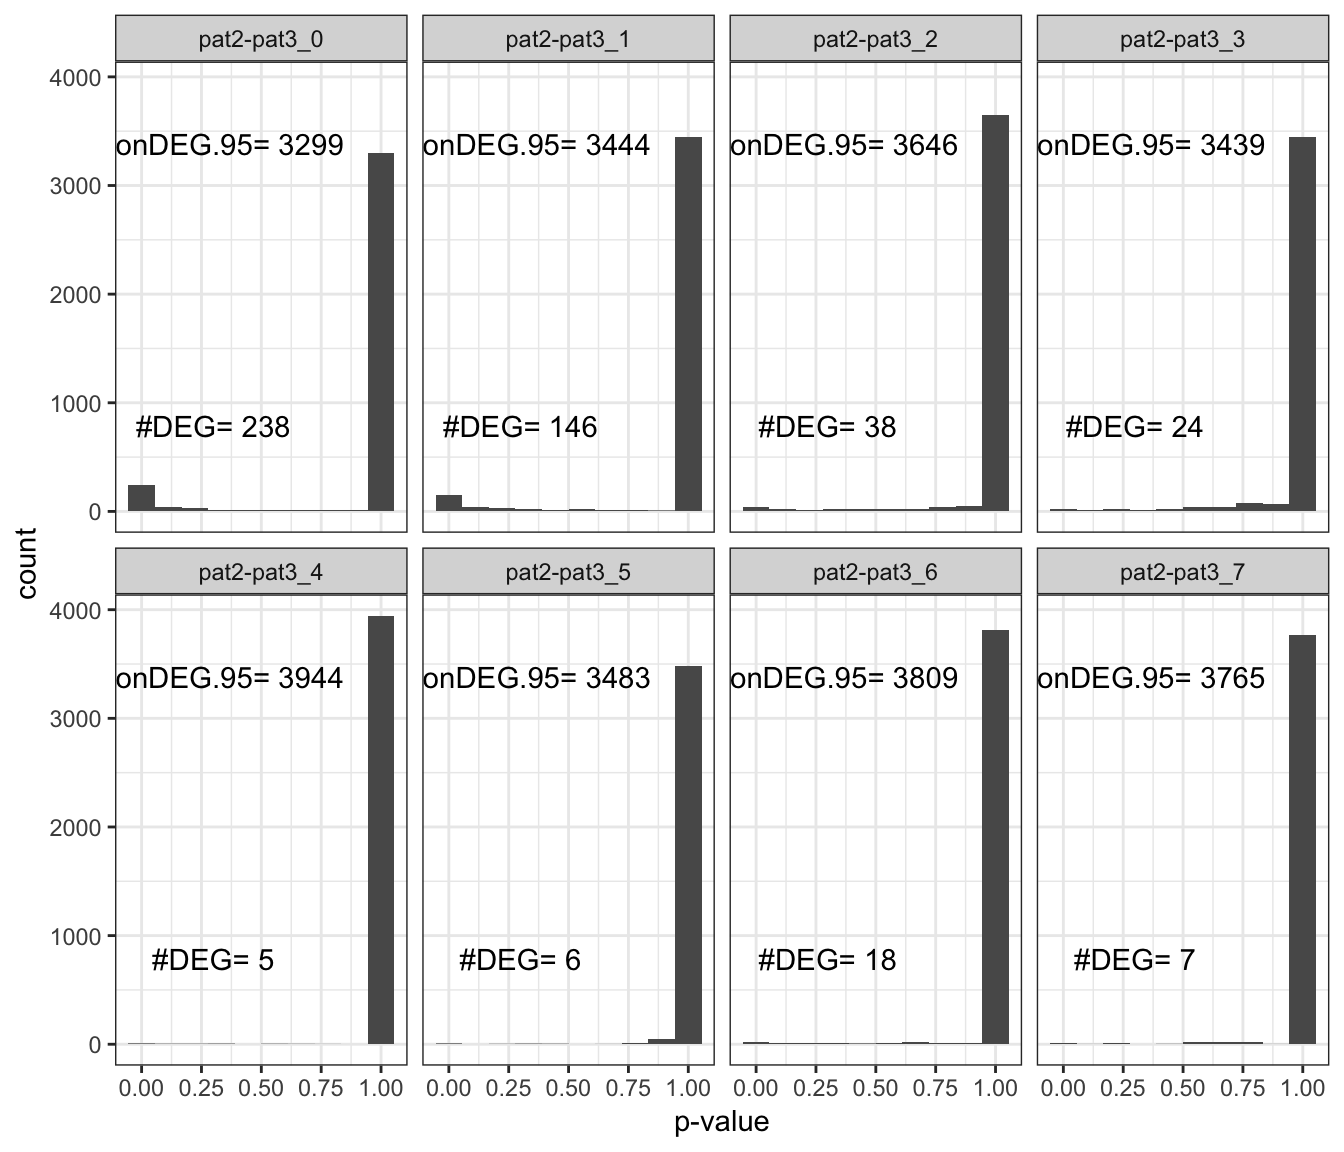 pat2-pat3_0 pat2-pat3_1 pat2-pat3_2 pat2-pat3_3
4000
onDEG.95= 3299 onDEG.95= 3444 onDEG.95= 3646 onDEG.95= 3439
3000
2000
1000
#DEG= 238 #DEG= 146 #DEG= 38 #DEG= 24
0
count
pat2-pat3_4 pat2-pat3_5 pat2-pat3_6 pat2-pat3_7
4000
onDEG.95= 3944 onDEG.95= 3483 onDEG.95= 3809 onDEG.95= 3765
3000
2000
1000
#DEG= 5 #DEG= 6 #DEG= 18 #DEG= 7
0
0.00 0.25 0.50 0.75 1.00 0.00 0.25 0.50 0.75 1.00 0.00 0.25 0.50 0.75 1.00 0.00 0.25 0.50 0.75 1.00
p-value